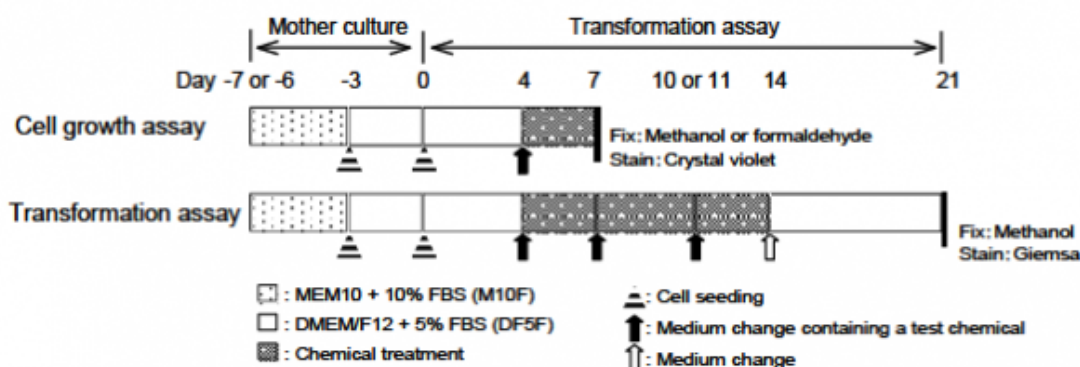 Mother culture Transformation assay
Day -7 or -6 -3 0 4 7 10 or 11 14 21
Cell growth assay
Fix: Methanol or formaldehyde
Stain: Crystal violet
Transformation assay
Fix: Methanol
Stain: Giemsa
: MEM10 + 10% FBS (M10F)
: DMEM/F12 + 5% FBS (DF5F)
: Chemical treatment
: Cell seeding
: Medium change containing a test chemical
: Medium change